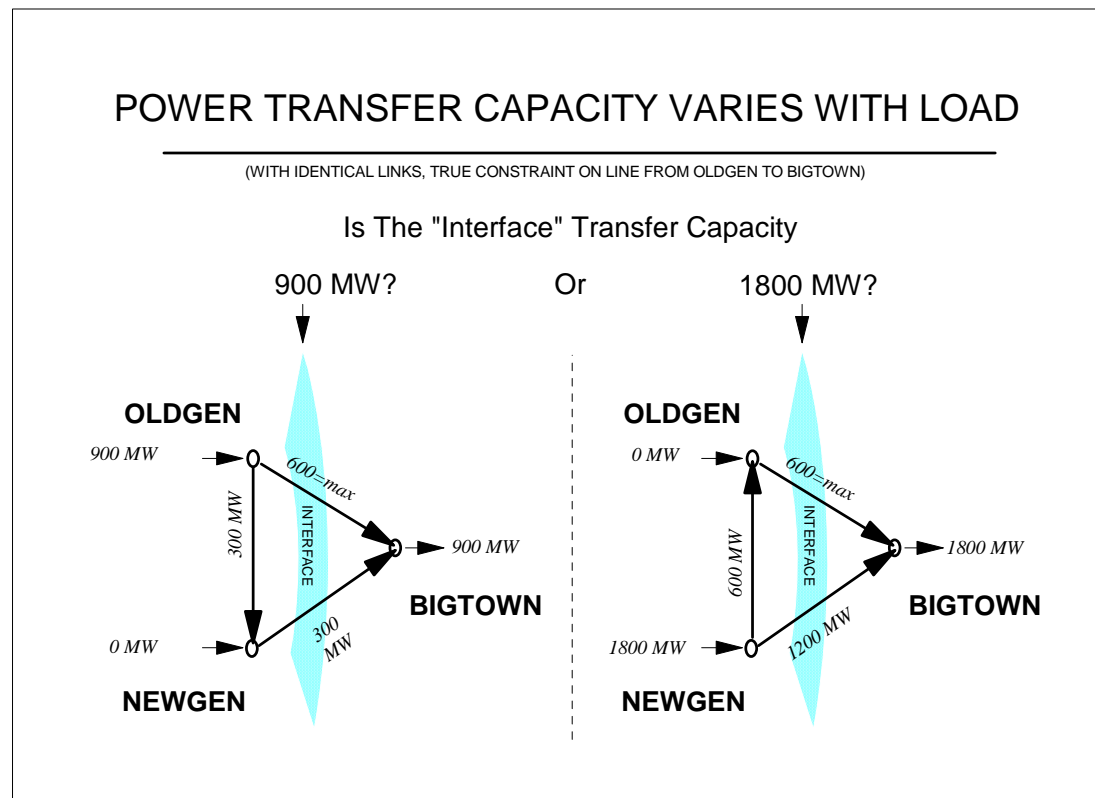 POWER TRANSFER CAPACITY VARIES WITH LOAD
(WITH IDENTICAL LINKS, TRUE CONSTRAINT ON LINE FROM OLDGEN TO BIGTOWN)
Is The "Interface" Transfer Capacity
900 MW?
Or
1800 MW?
OLDGEN
900 MW
600=max
300 MW
INTERFACE
900 MW
BIGTOWN
0 MW
300
MW
NEWGEN
OLDGEN
0 MW
600=max
600 MW
INTERFACE
1800 MW
BIGTOWN
1800 MW
1200 MW
NEWGEN